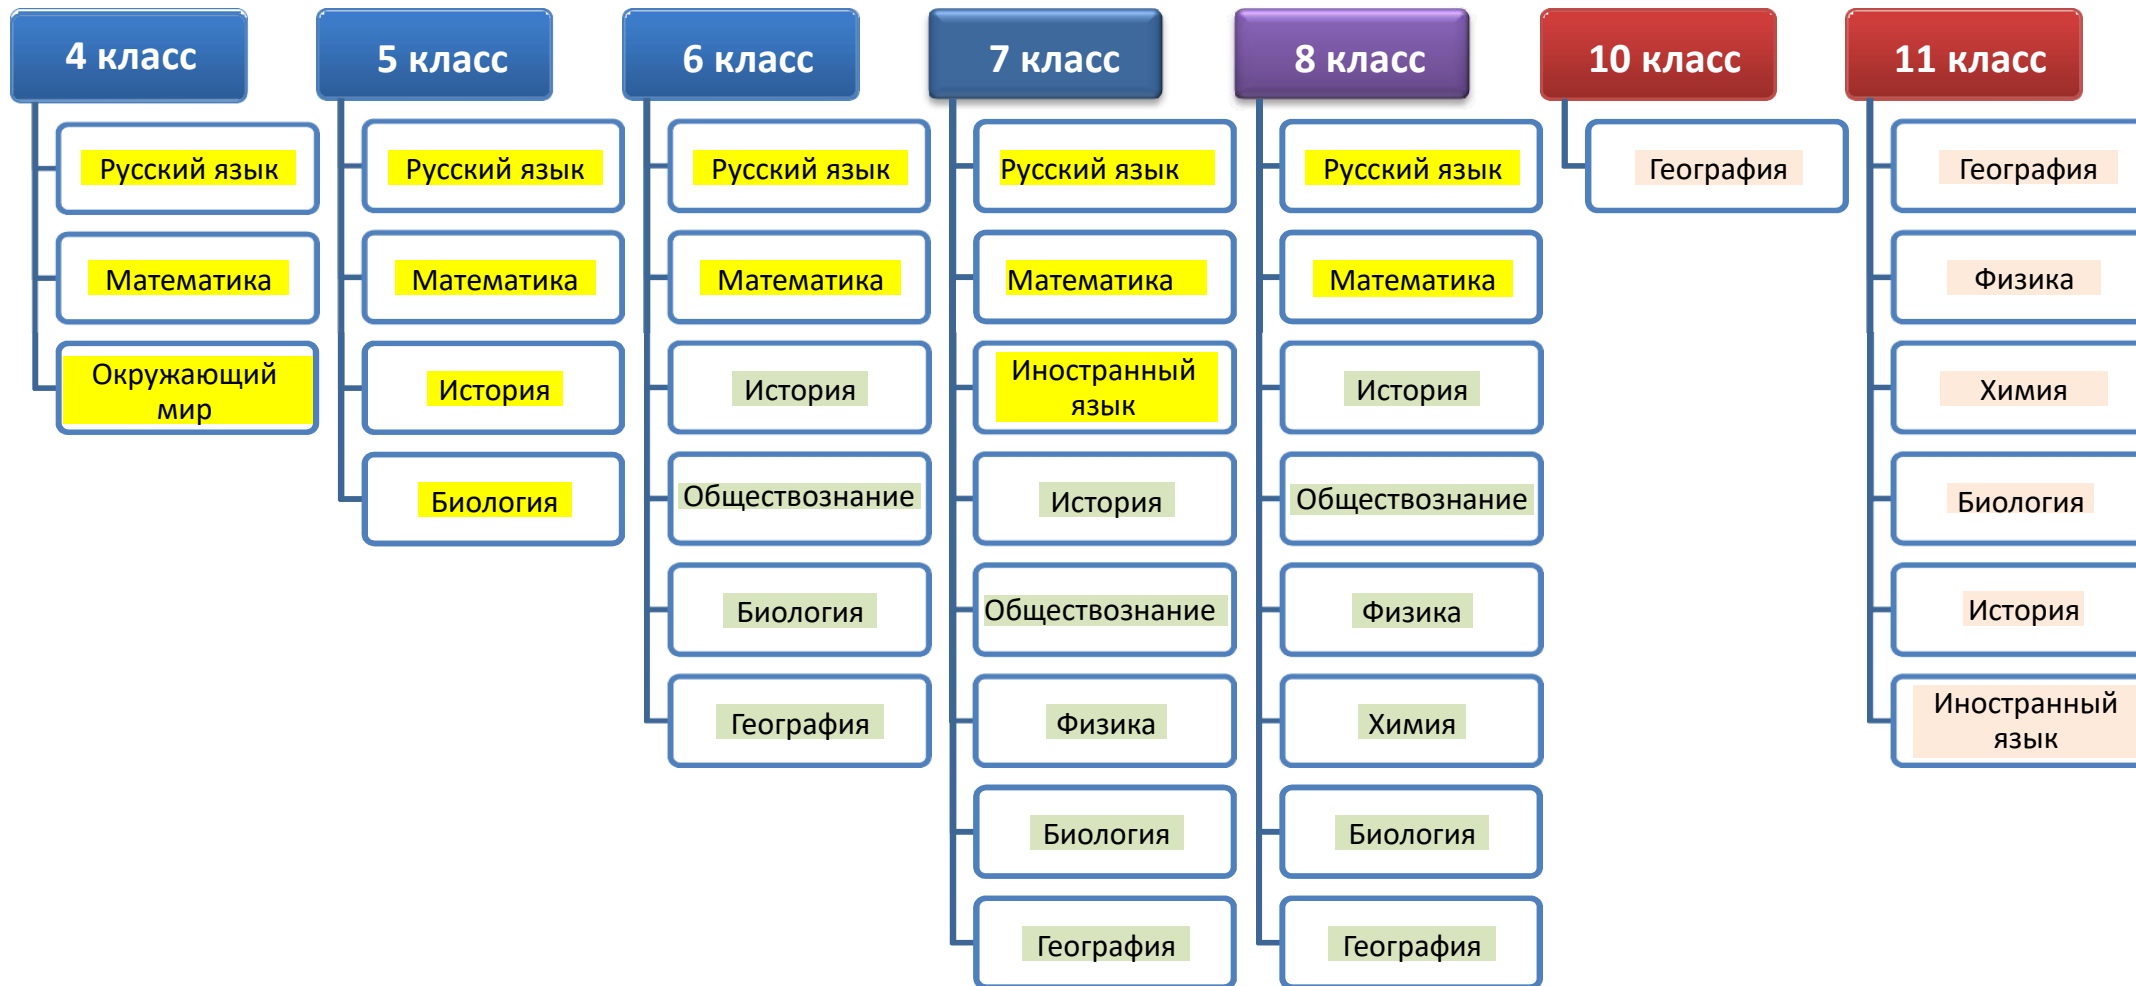 4 класс
Русский язык
Математика
Окружающий
мир
5 класс
Русский язык
Математика
История
Биология
6 класс
Русский язык
Математика
История
Обществознание
Биология
География
7 класс
Русский язык
Математика
Иностранный
язык
История
Обществознание
Физика
Биология
География
8 класс
Русский язык
Математика
История
Обществознание
Физика
Химия
Биология
География
10 класс
География
11 класс
География
Физика
Химия
Биология
История
Иностранный
язык